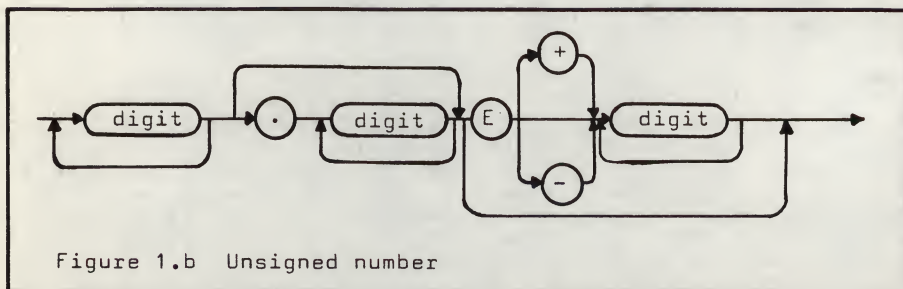 +
digit . digit E digit
-
Figure 1.b Unsigned number